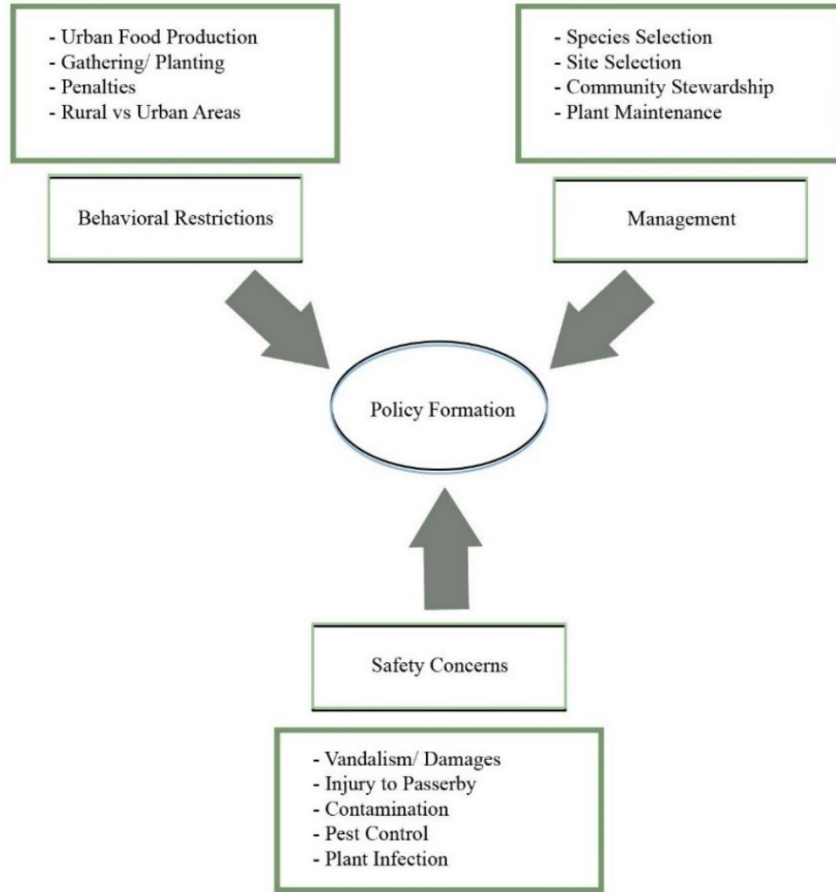 - Urban Food Production
- Gathering/ Planting
- Penalties
- Rural vs Urban Areas
Behavioral Restrictions
- Species Selection
- Site Selection
- Community Stewardship
- Plant Maintenance
Management
Policy Formation
Safety Concerns
- Vandalism/ Damages
- Injury to Passerby
- Contamination
- Pest Control
- Plant Infection